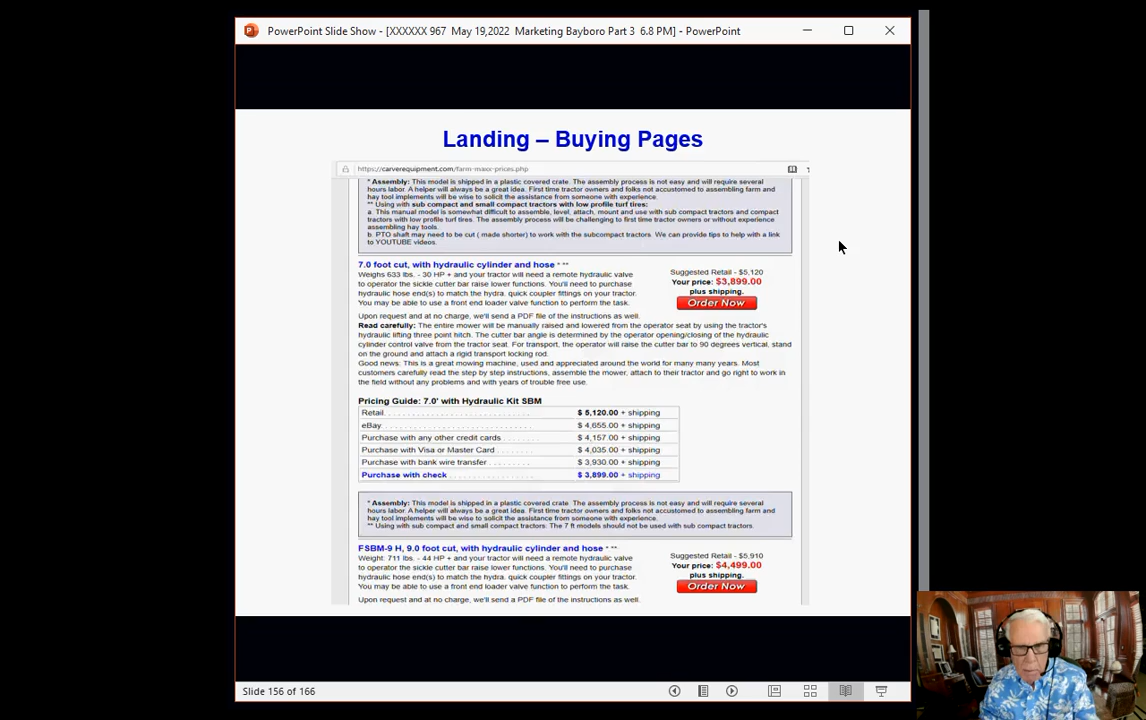 PowerPoint Slide Show - [XXXXXX 967 May 19,2022 Marketing Bayboro Part 3 6.8 PM] - PowerPoint
Landing – Buying Pages
https://carverequipment.com/farm-maxx-prices.php
* Assembly: This model is shipped in a plastic covered crate. The assembly process is not easy and will require several
hours labor. A helper will always be a great idea. First time tractor owners and folks not accustomed to assembling farm and
hay tool implements will be wise to solicit the assistance from someone with experience.
** Using with sub compact and small compact tractors with low profile turf tires:
a. This manual model is somewhat difficult to assemble, level, attach, mount and use with sub compact tractors and compact
tractors with low profile turf tires. The assembly process will be challenging to first time tractor owners or without experience
assembling hay tools.
b. PTO shaft may need to be cut ( made shorter) to work with the subcompact tractors. We can provide tips to help with a link
to YOUTUBE videos.
7.0 foot cut, with hydraulic cylinder and hose * **
Weighs 633 lbs. - 30 HP + and your tractor will need a remote hydraulic valve
to operator the sickle cutter bar raise lower functions. You'll need to purchase
hydraulic hose end(s) to match the hydra. quick coupler fittings on your tractor.
You may be able to use a front end loader valve function to perform the task.
Suggested Retail - $5,120
Your price: $3,899.00
plus shipping.
Order Now
Upon request and at no charge, we'll send a PDF file of the instructions as well.
Read carefully: The entire mower will be manually raised and lowered from the operator seat by using the tractor's
hydraulic lifting three point hitch. The cutter bar angle is determined by the operator opening/closing of the hydraulic
cylinder control valve from the tractor seat. For transport, the operator will raise the cutter bar to 90 degrees vertical, stand
on the ground and attach a rigid transport locking rod.
Good news: This is a great mowing machine, used and appreciated around the world for many many years. Most
customers carefully read the step by step instructions, assemble the mower, attach to their tractor and go right to work in
the field without any problems and with years of trouble free use.
Pricing Guide: 7.0' with Hydraulic Kit SBM
Retail. . . . . . . . . . $ 5,120.00 + shipping
eBay . . . . . . . . . . $ 4,655.00 + shipping
Purchase with any other credit cards . . . . . $ 4,157.00 + shipping
Purchase with Visa or Master Card . . . . . $ 4,035.00 + shipping
Purchase with bank wire transfer . . . . . $ 3,930.00 + shipping
Purchase with check . . . . . $ 3,899.00 + shipping
* Assembly: This model is shipped in a plastic covered crate. The assembly process is not easy and will require several
hours labor. A helper will always be a great idea. First time tractor owners and folks not accustomed to assembling farm and
hay tool implements will be wise to solicit the assistance from someone with experience.
** Using with sub compact and small compact tractors: The 7 ft models should not be used with sub compact tractors.
FSBM-9 H, 9.0 foot cut, with hydraulic cylinder and hose * **
Weight: 711 lbs. - 44 HP + and your tractor will need a remote hydraulic valve
to operator the sickle cutter bar raise lower functions. You'll need to purchase
hydraulic hose end(s) to match the hydra. quick coupler fittings on your tractor.
You may be able to use a front end loader valve function to perform the task.
Suggested Retail - $5,910
Your price: $4,499.00
plus shipping.
Order Now
Upon request and at no charge, we'll send a PDF file of the instructions as well.
Slide 156 of 166